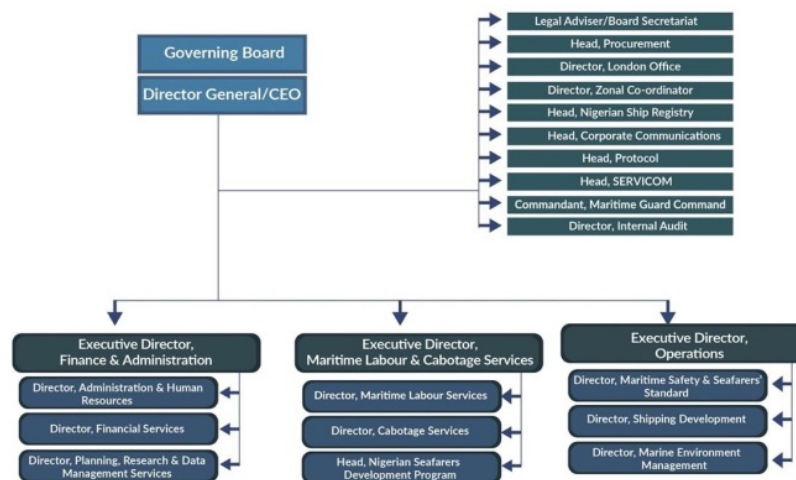 Governing Board
Director General/CEO
Legal Adviser/Board Secretariat
Head, Procurement
Director, London Office
Director, Zonal Co-ordinator
Head, Nigerian Ship Registry
Head, Corporate Communications
Head, Protocol
Head, SERVICOM
Commandant, Maritime Guard Command
Director, Internal Audit
Executive Director,
Finance & Administration
Director, Administration & Human
Resources
Director, Financial Services
Director, Planning, Research & Data
Management Services
Executive Director,
Maritime Labour & Cabotage Services
Director, Maritime Labour Services
Director, Cabotage Services
Head, Nigerian Seafarers
Development Program
Executive Director,
Operations
Director, Maritime Safety & Seafarers'
Standard
Director, Shipping Development
Director, Marine Environment
Management